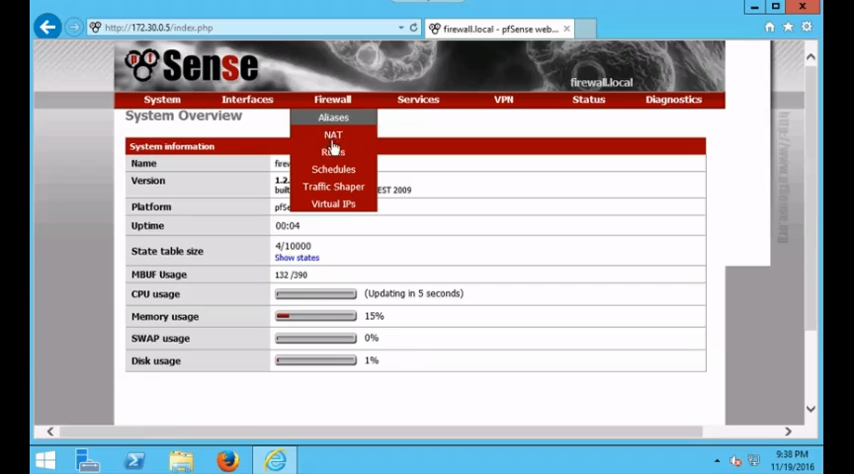 http://172.30.0.5/index.php
firewall.local - pfSense web...
pf Sense
firewall.local
System Interfaces Firewall Services VPN Status Diagnostics
System Overview
Aliases
NAT
Schedules
Traffic Shaper
Virtual IPs
System information
Name
Version 1.2.
EST 2009
Platform
Uptime 00:04
State table size 4/10000
Show states
MBUF Usage 132 /390
CPU usage (Updating in 5 seconds)
Memory usage 15%
SWAP usage 0%
Disk usage 1%
9:38 PM
11/19/2016